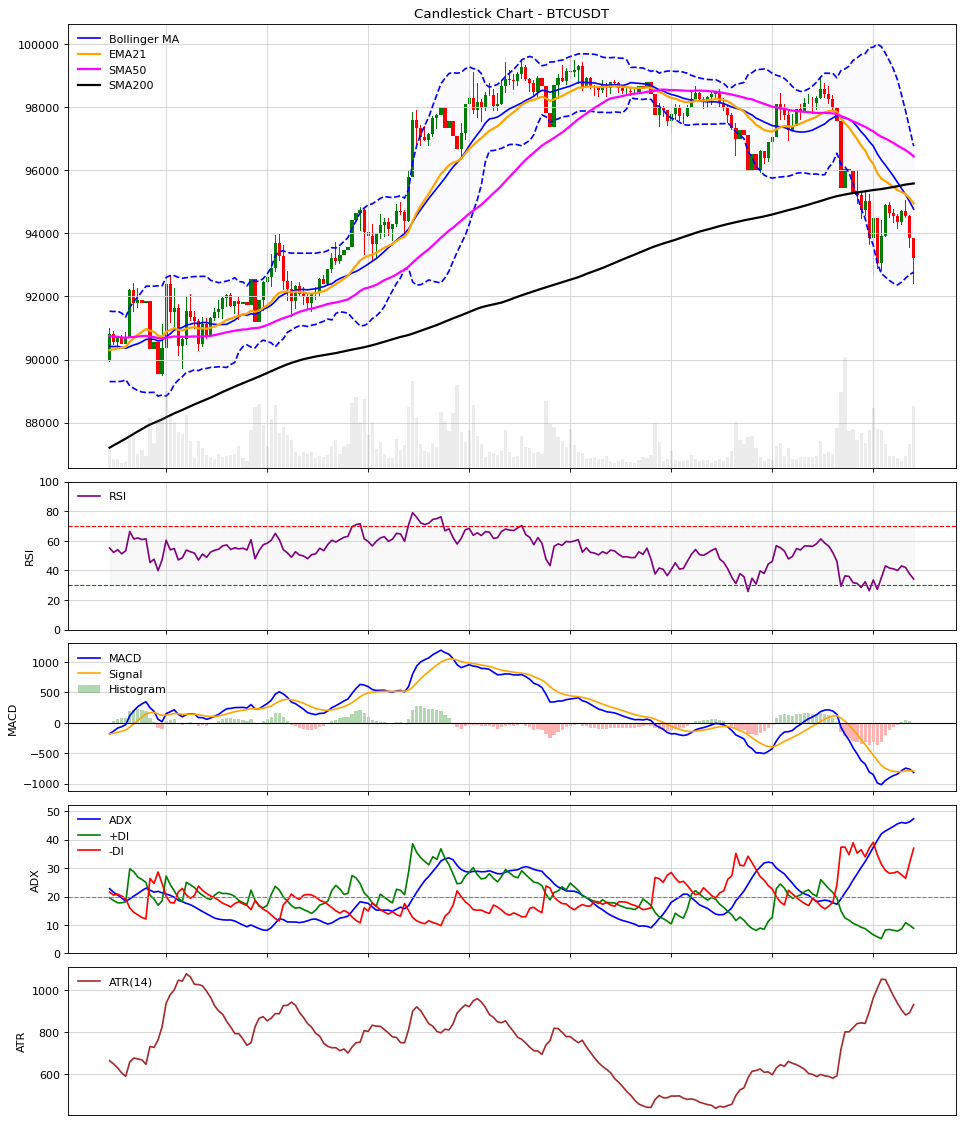 Candlestick Chart - BTCUSDT
Bollinger MA
EMA21
SMA50
SMA200
100000
98000
96000
94000
92000
90000
88000
RSI
RSI
100
80
60
40
20
0
MACD
Signal
Histogram
MACD
1000
500
0
−500
−1000
ADX
+DI
-DI
ADX
50
40
30
20
10
0
ATR(14)
ATR
1000
800
600